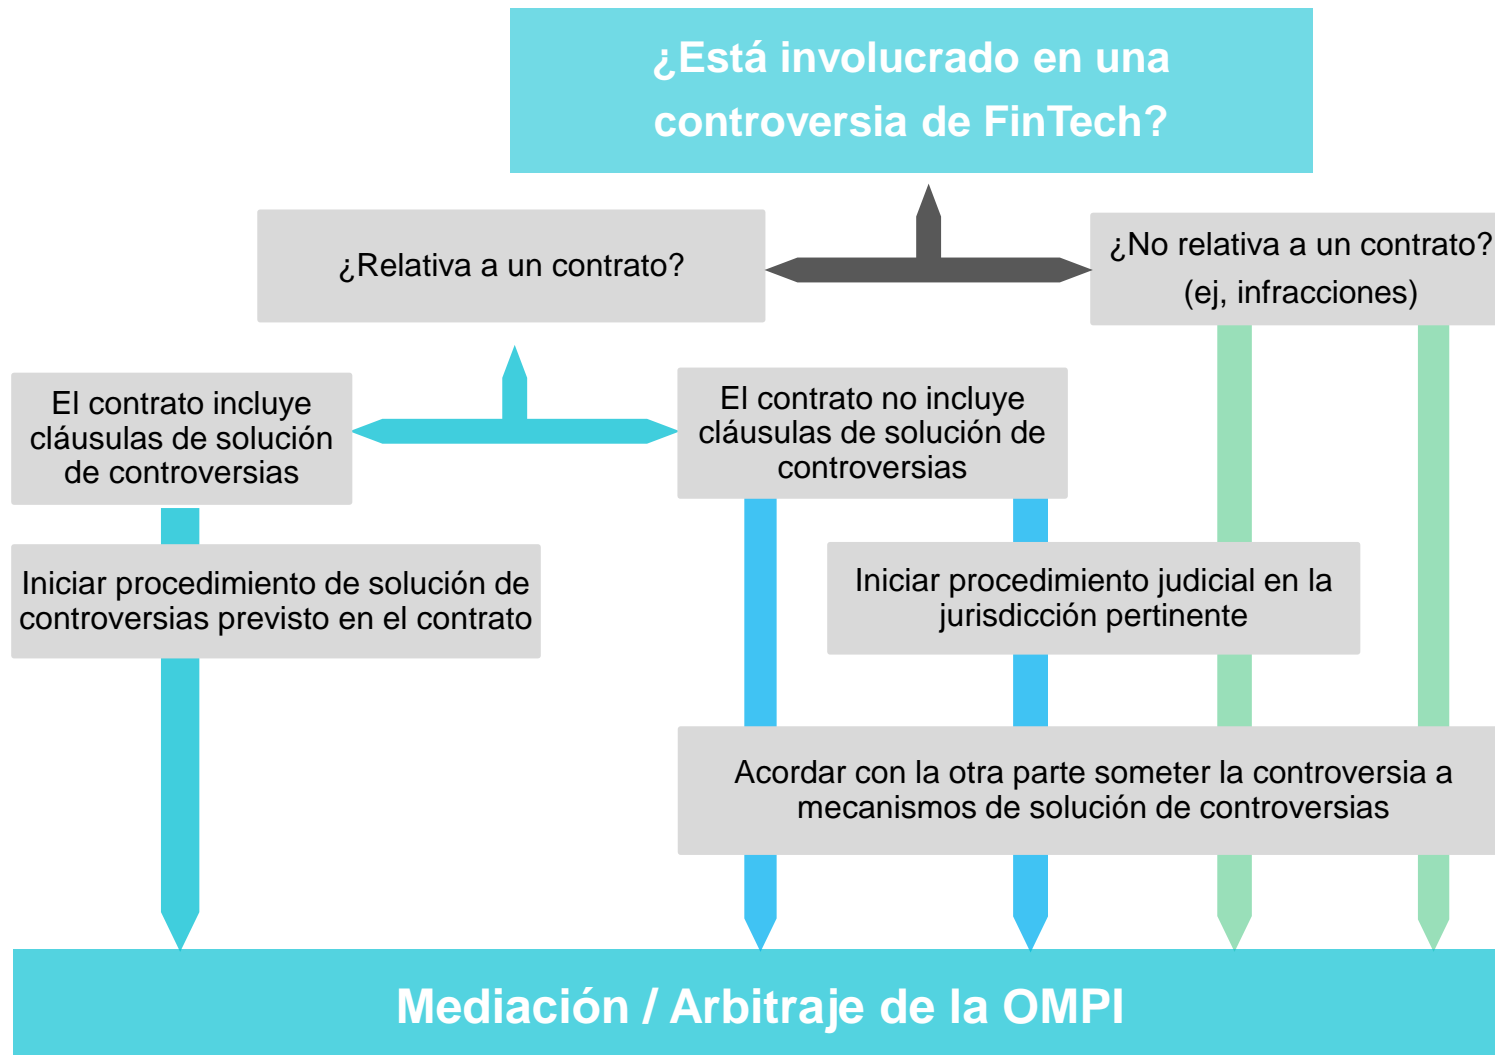 ¿Está involucrado en una
controversia de FinTech?
¿Relativa a un contrato?
¿No relativa a un contrato?
(ej, infracciones)
El contrato incluye
cláusulas de solución
de controversias
El contrato no incluye
cláusulas de solución de
controversias
Iniciar procedimiento de solución de
controversias previsto en el contrato
Iniciar procedimiento judicial en la
jurisdicción pertinente
Acordar con la otra parte someter la controversia a
mecanismos de solución de controversias
Mediación / Arbitraje de la OMPI